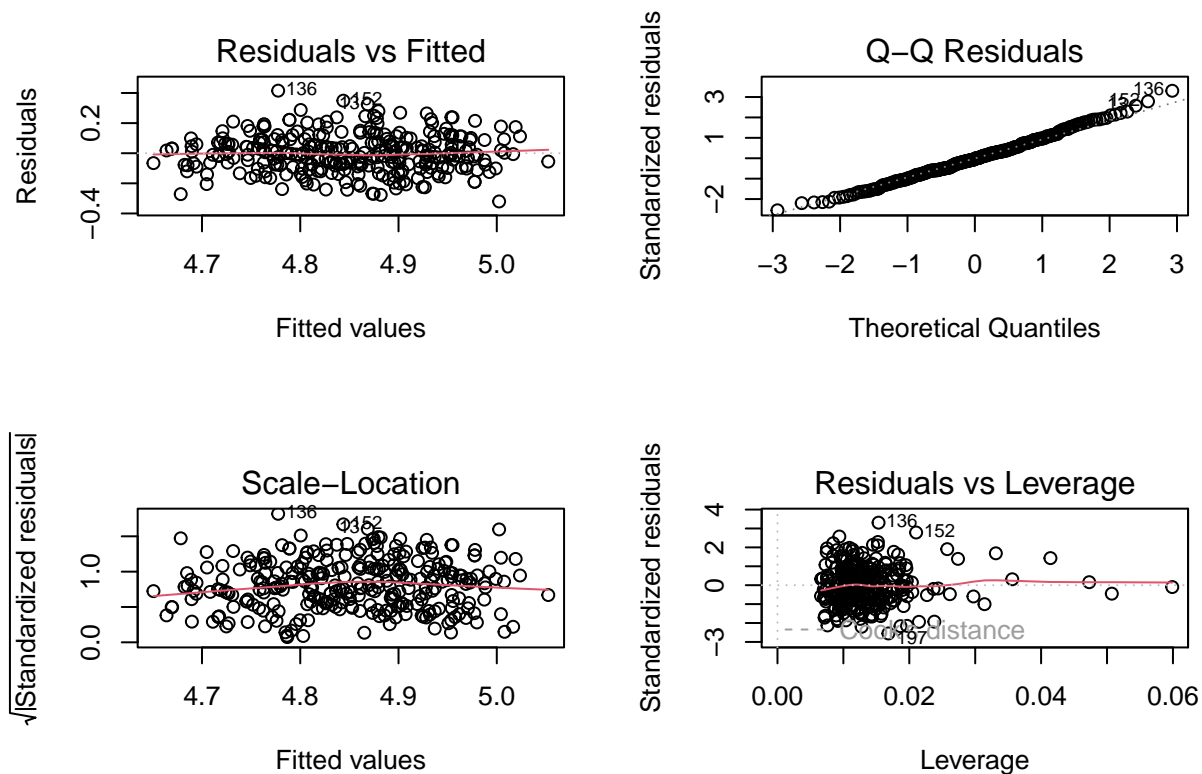 Residuals vs Fitted
Residuals
0.2
−0.4
136
152
4.7 4.8 4.9 5.0
Fitted values
Q−Q Residuals
Standardized residuals
3
1
−2
136
152
−3 −2 −1 0 1 2 3
Theoretical Quantiles
Scale−Location
√|Standardized residuals|
1.0
0.0
136
152
4.7 4.8 4.9 5.0
Fitted values
Residuals vs Leverage
Standardized residuals
4
2
0
−3
136
152
Cook's distance
197
0.00 0.02 0.04 0.06
Leverage